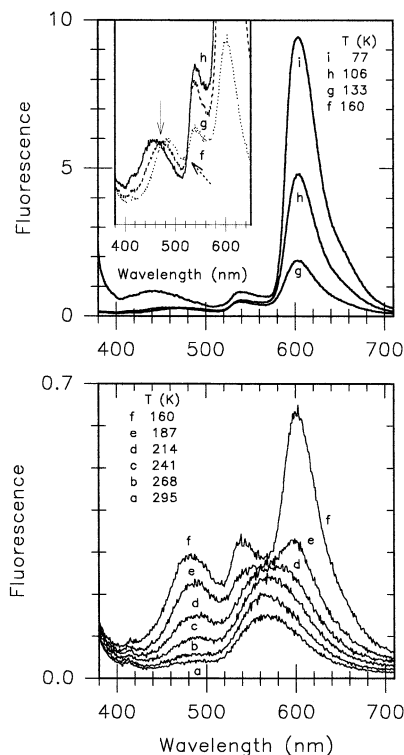 10
T (K)
i 77
h 106
g 133
f 160
h
g
f
i
5
h
g
400 500 600
Wavelength (nm)
Fluorescence
0
400 500 600 700
0.7
T (K)
f 160
e 187
d 214
c 241
b 268
a 295
f
f
e
e
d
d
c
b
a
Fluorescence
0.0
400 500 600 700
Wavelength (nm)